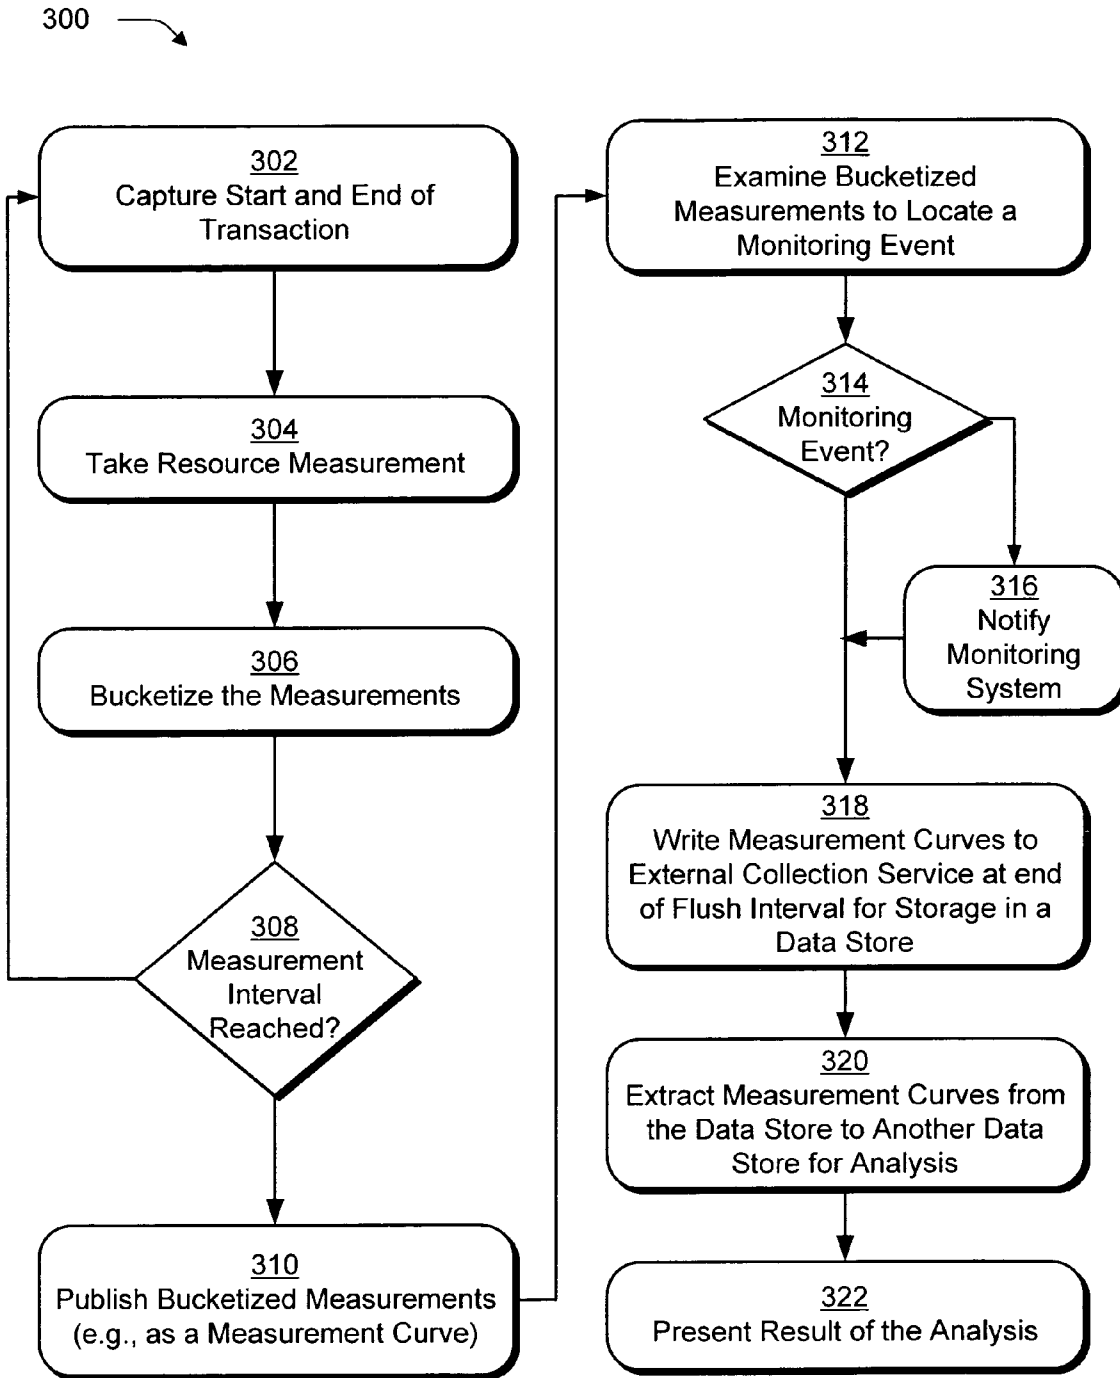 300
302
Capture Start and End of
Transaction
304
Take Resource Measurement
306
Bucketize the Measurements
308
Measurement
Interval
Reached?
310
Publish Bucketized Measurements
(e.g., as a Measurement Curve)
312
Examine Bucketized
Measurements to Locate a
Monitoring Event
314
Monitoring
Event?
316
Notify
Monitoring
System
318
Write Measurement Curves to
External Collection Service at end
of Flush Interval for Storage in a
Data Store
320
Extract Measurement Curves from
the Data Store to Another Data
Store for Analysis
322
Present Result of the Analysis